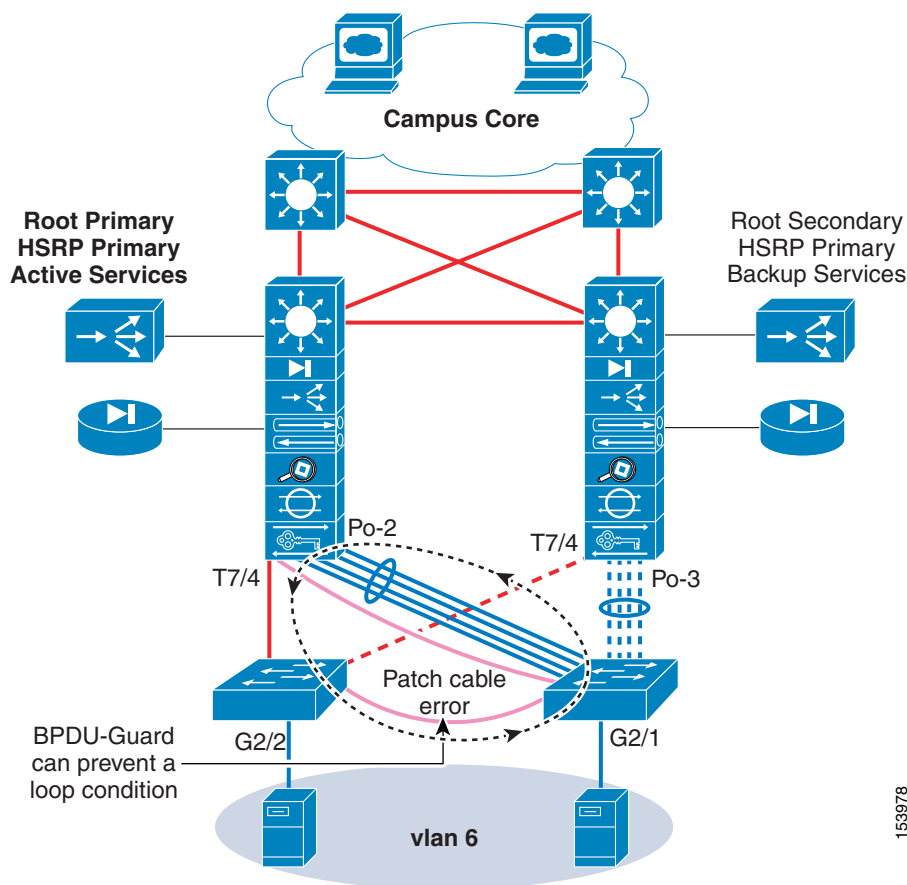 Campus Core
Root Primary
HSRP Primary
Active Services
Root Secondary
HSRP Primary
Backup Services
Po-2
T7/4
T7/4
Po-3
Patch cable
error
BPDU-Guard
can prevent a
loop condition
G2/2
G2/1
vlan 6
153978